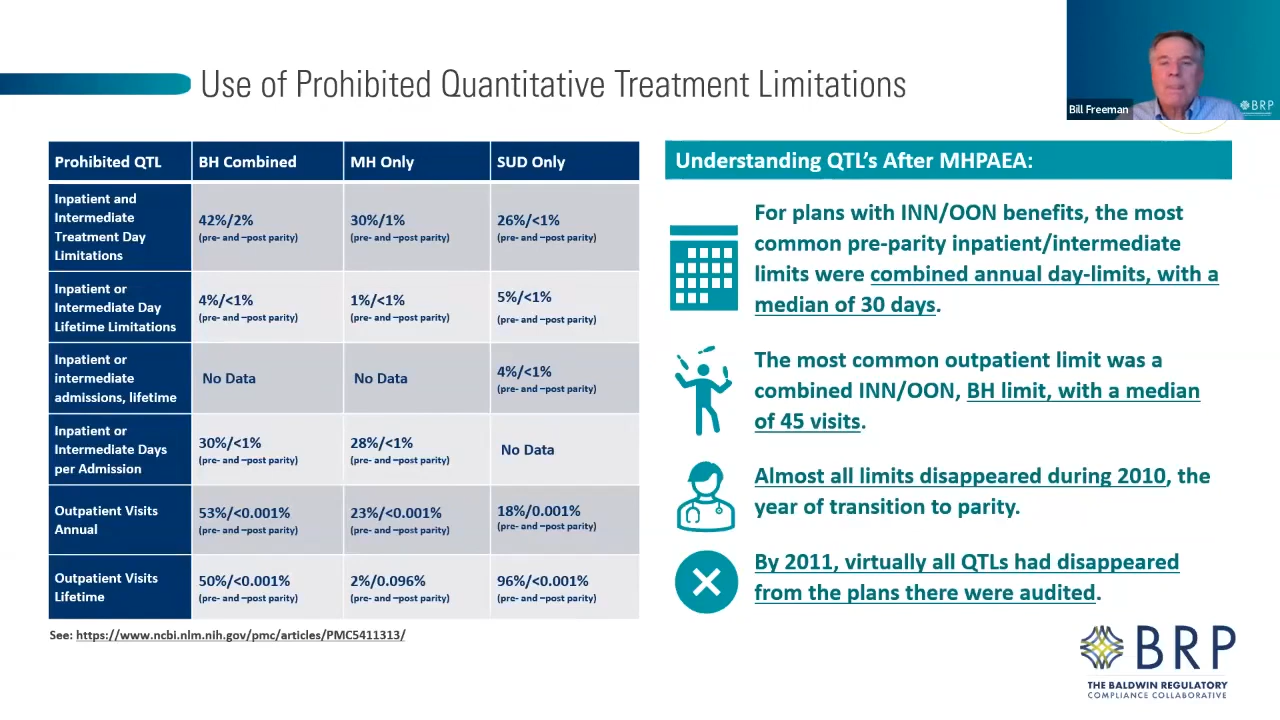 Use of Prohibited Quantitative Treatment Limitations
Bill Freeman
BRP
Prohibited QTL
BH Combined
MH Only
SUD Only
Inpatient and
Intermediate
Treatment Day
Limitations
42%/2%
(pre- and –post parity)
30%/1%
(pre- and –post parity)
26%/<1%
(pre- and –post parity)
Inpatient or
Intermediate Day
Lifetime Limitations
4%/<1%
(pre- and –post parity)
1%/<1%
(pre- and –post parity)
5%/<1%
(pre- and –post parity)
Inpatient or
intermediate
admissions, lifetime
No Data
No Data
4%/<1%
(pre- and –post parity)
Inpatient or
Intermediate Days
per Admission
30%/<1%
(pre- and –post parity)
28%/<1%
(pre- and –post parity)
No Data
Outpatient Visits
Annual
53%/<0.001%
(pre- and –post parity)
23%/<0.001%
(pre- and –post parity)
18%/0.001%
(pre- and –post parity)
Outpatient Visits
Lifetime
50%/<0.001%
(pre- and –post parity)
2%/0.096%
(pre- and –post parity)
96%/<0.001%
(pre- and –post parity)
See: https://www.ncbi.nlm.nih.gov/pmc/articles/PMC5411313/
Understanding QTL's After MHPAEA:
For plans with INN/OON benefits, the most
common pre-parity inpatient/intermediate
limits were combined annual day-limits, with a
median of 30 days.
The most common outpatient limit was a
combined INN/OON, BH limit, with a median
of 45 visits.
Almost all limits disappeared during 2010, the
year of transition to parity.
By 2011, virtually all QTLs had disappeared
from the plans there were audited.
BRP
THE BALDWIN REGULATORY
COMPLIANCE COLLABORATIVE